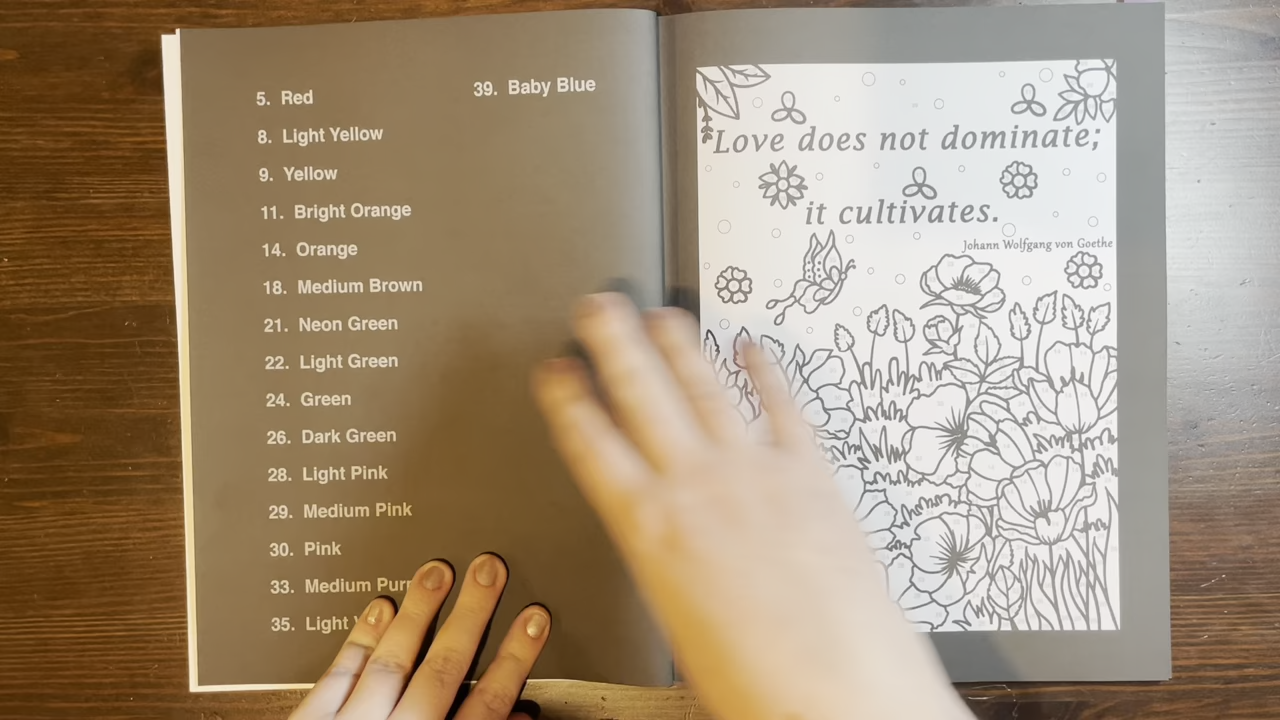 5. Red
8. Light Yellow
9. Yellow
11. Bright Orange
14. Orange
18. Medium Brown
21. Neon Green
22. Light Green
24. Green
26. Dark Green
28. Light Pink
29. Medium Pink
30. Pink
33. Medium
35. Light
39. Baby Blue
Love does not dominate;
it cultivates.
Johann Wolfgang von Goethe